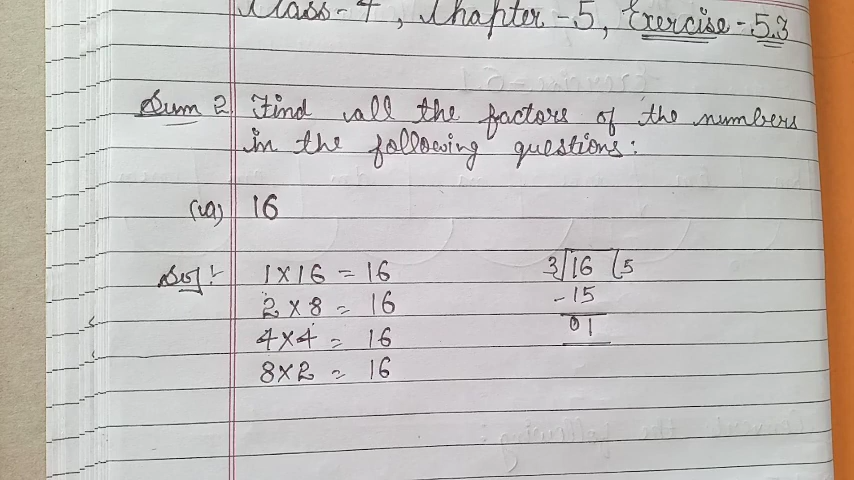 Class-4, Chapter-5, Exercise-5.3
Sum 2. Find all the factors of the numbers
in the following questions:
(a) 16
Sol:- 1×16 = 16 3√16 (5
2×8 = 16 -15
4×4 = 16 01
8×2 = 16